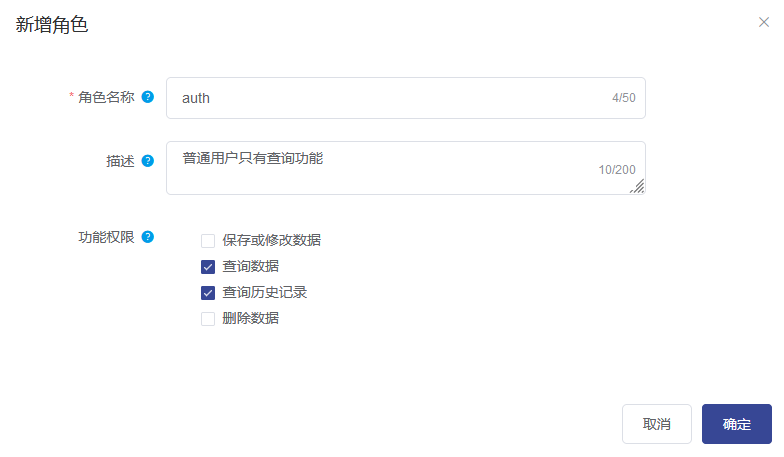 新增角色
* 角色名称 ?
auth
4/50
描述 ?
普通用户只有查询功能
10/200
功能权限 ?
保存或修改数据
查询数据
查询历史记录
删除数据
取消
确定